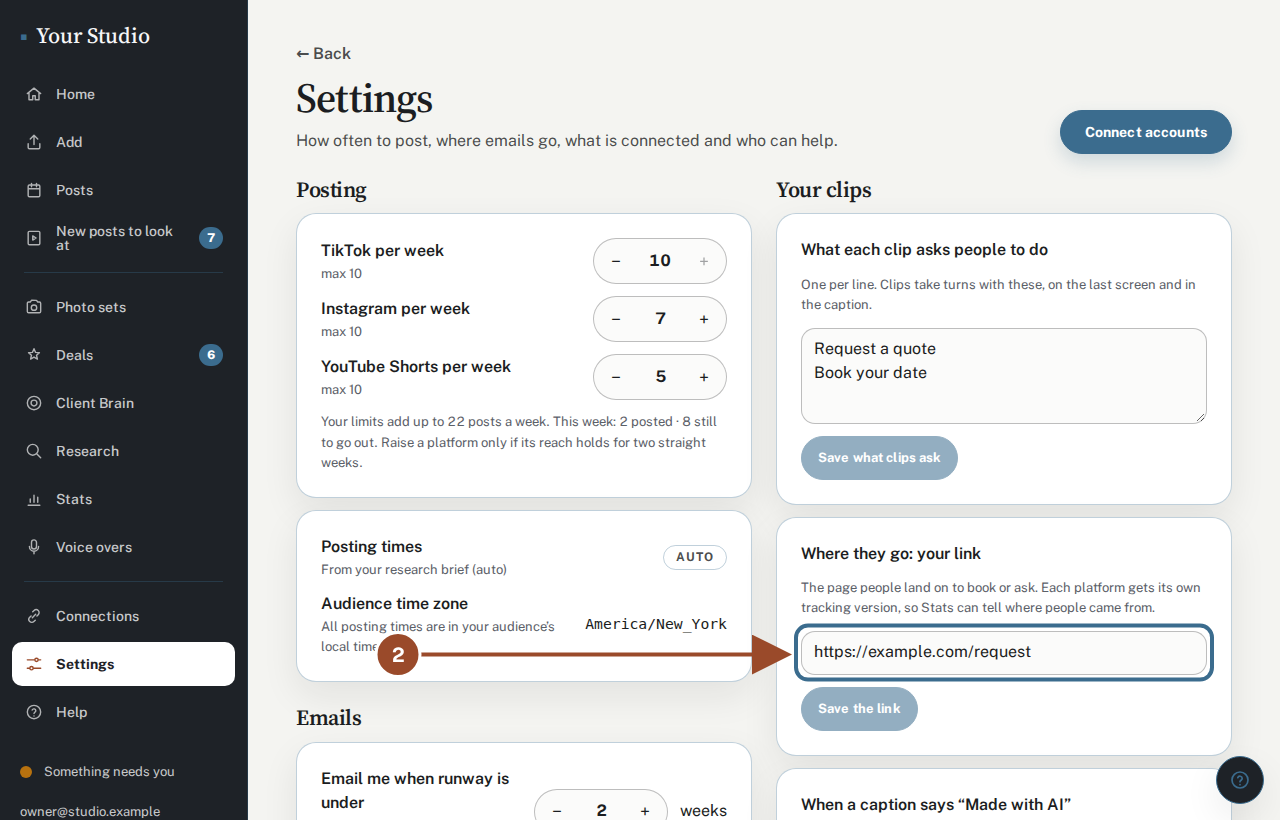 Your Studio
Home
Add
Posts
New posts to look
at
7
Photo sets
Deals
6
Client Brain
Research
Stats
Voice overs
Connections
Settings
Help
Something needs you
owner@studio.example
← Back
Settings
How often to post, where emails go, what is connected and who can help.
Connect accounts
Posting
TikTok per week
max 10
− 10 +
Instagram per week
max 10
− 7 +
YouTube Shorts per week
max 10
− 5 +
Your limits add up to 22 posts a week. This week: 2 posted · 8 still
to go out. Raise a platform only if its reach holds for two straight
weeks.
Posting times
From your research brief (auto)
AUTO
Audience time zone
All posting times are in your audience's
local time
America/New_York
2
Emails
Email me when runway is
under
− 2 + weeks
Your clips
What each clip asks people to do
One per line. Clips take turns with these, on the last screen and in
the caption.
Request a quote
Book your date
Save what clips ask
Where they go: your link
The page people land on to book or ask. Each platform gets its own
tracking version, so Stats can tell where people came from.
https://example.com/request
Save the link
When a caption says “Made with AI”